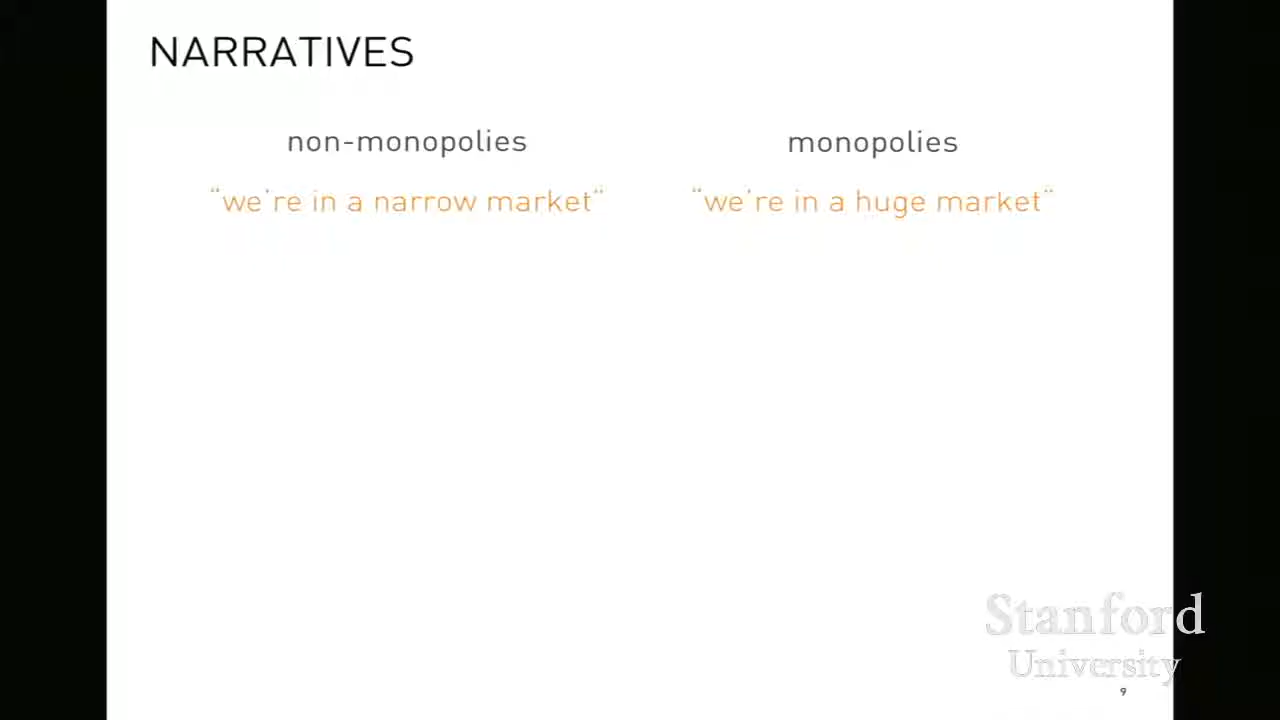 NARRATIVES
non-monopolies
"we're in a narrow market"
monopolies
"we're in a huge market"
Stanford
University
9